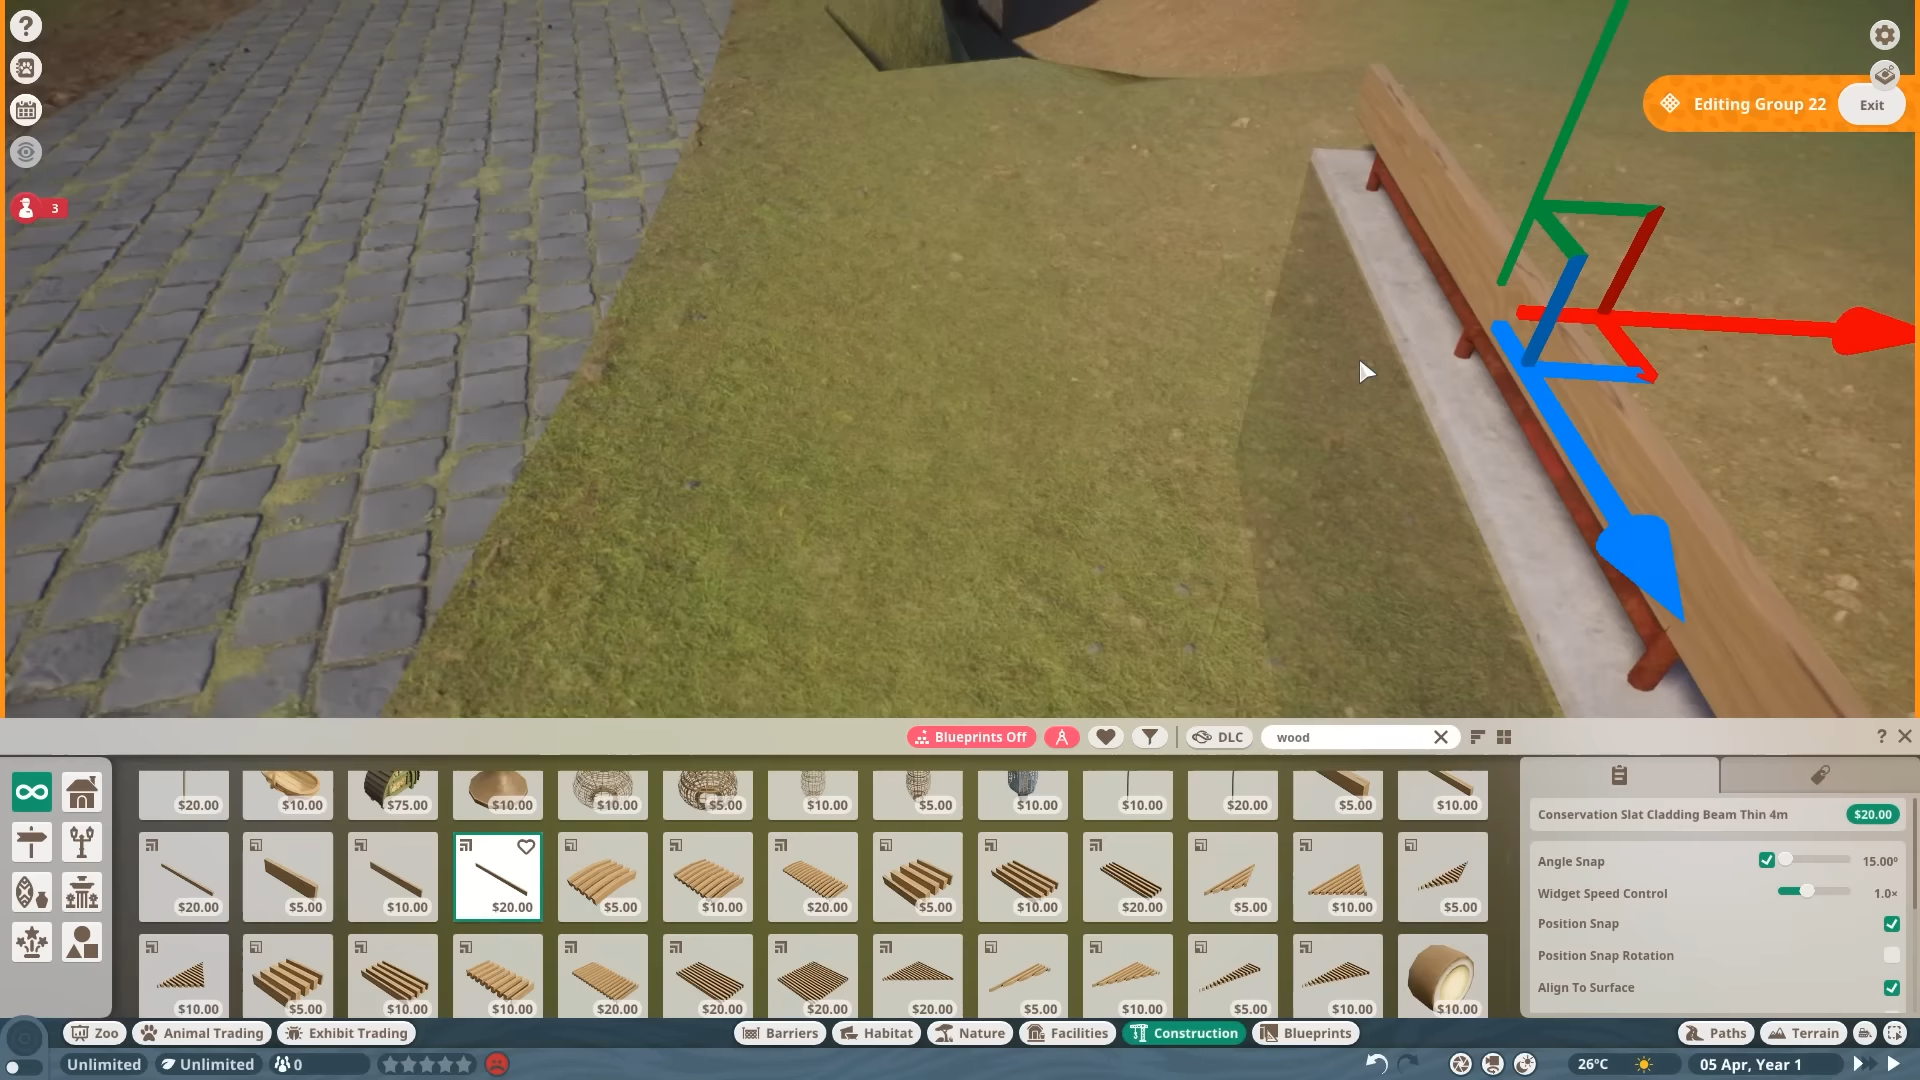 Editing Group 22
Exit
3
Blueprints Off
DLC
wood
?
$20.00 $10.00 $75.00 $10.00 $10.00 $5.00 $10.00 $5.00 $10.00 $10.00 $20.00 $5.00 $10.00
$20.00 $5.00 $10.00 $20.00 $5.00 $10.00 $20.00 $5.00 $10.00 $20.00 $5.00 $10.00 $5.00
$10.00 $5.00 $10.00 $10.00 $20.00 $20.00 $20.00 $20.00 $5.00 $10.00 $5.00 $10.00 $10.00
Conservation Slat Cladding Beam Thin 4m $20.00
Angle Snap 15.00°
Widget Speed Control 1.0×
Position Snap
Position Snap Rotation
Align To Surface
Zoo Animal Trading Exhibit Trading Barriers Habitat Nature Facilities Construction Blueprints Paths Terrain
Unlimited Unlimited 0 26°C 05 Apr, Year 1